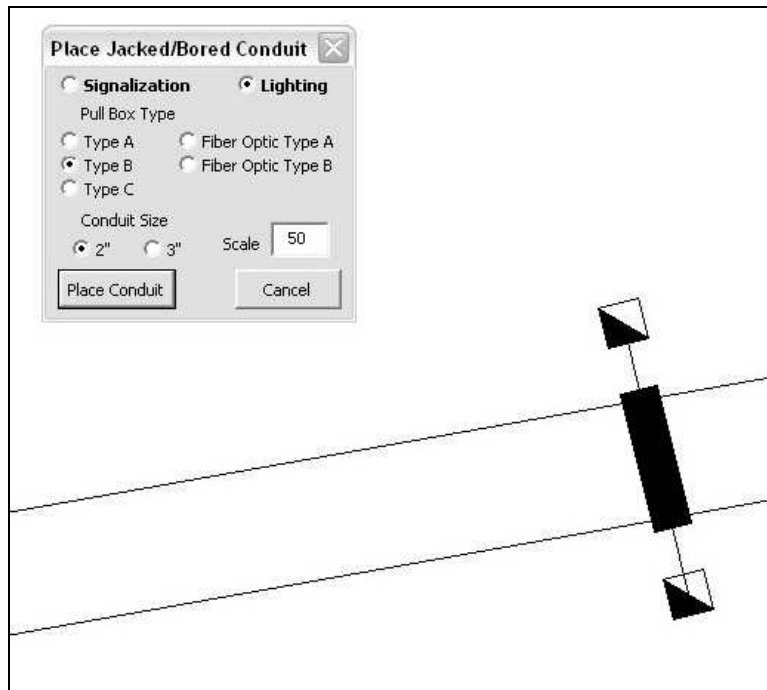 Place Jacked/Bored Conduit
Signalization Lighting
Pull Box Type
Type A Fiber Optic Type A
Type B Fiber Optic Type B
Type C
Conduit Size
2" 3" Scale 50
Place Conduit Cancel